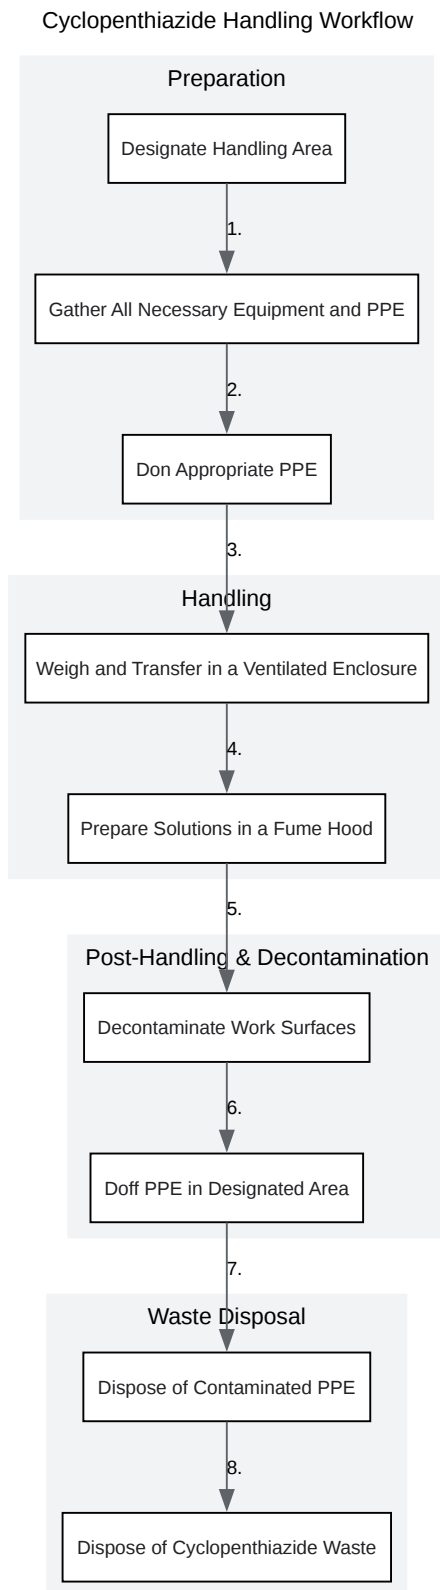 Cyclopenthiazide Handling Workflow
Preparation
Designate Handling Area
1.
Gather All Necessary Equipment and PPE
2.
Don Appropriate PPE
3.
Handling
Weigh and Transfer in a Ventilated Enclosure
4.
Prepare Solutions in a Fume Hood
5.
Post-Handling & Decontamination
Decontaminate Work Surfaces
6.
Doff PPE in Designated Area
7.
Waste Disposal
Dispose of Contaminated PPE
8.
Dispose of Cyclopenthiazide Waste